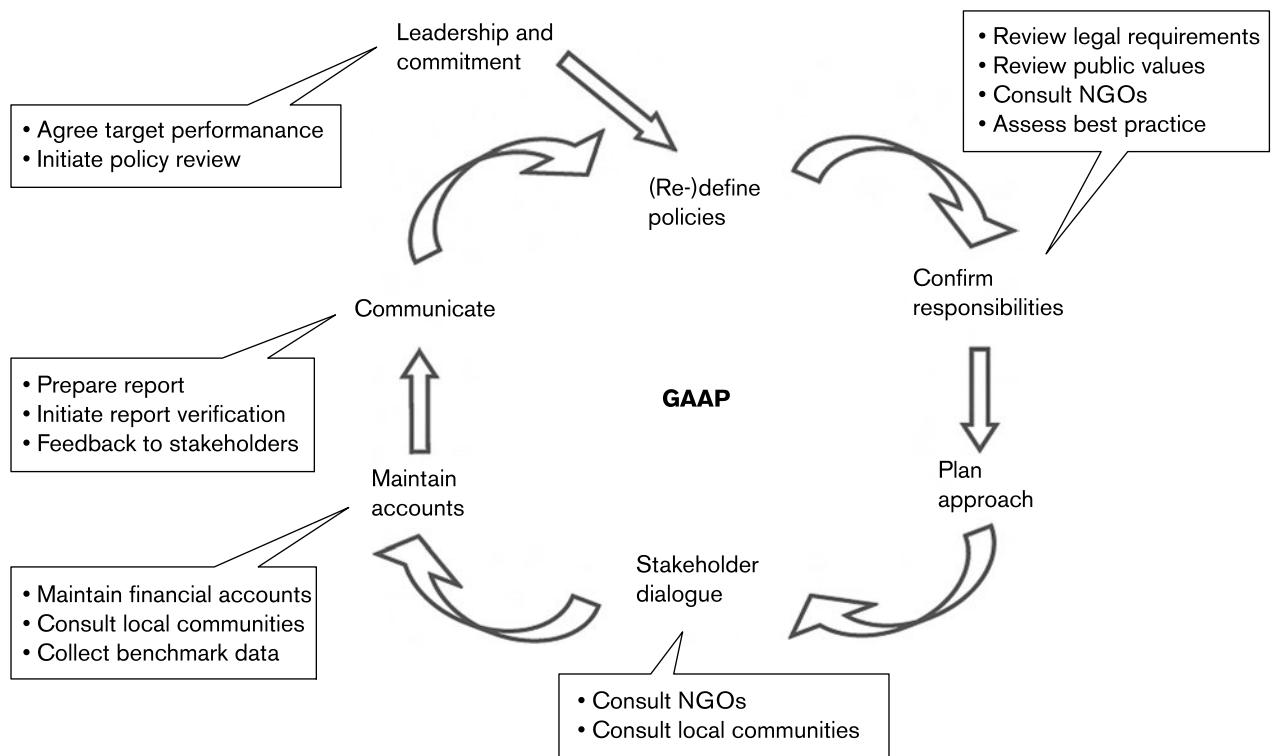 Leadership and
commitment
• Agree target performanance
• Initiate policy review
(Re-)define
policies
• Review legal requirements
• Review public values
• Consult NGOs
• Assess best practice
Confirm
responsibilities
Plan
approach
Stakeholder
dialogue
• Consult NGOs
• Consult local communities
Maintain
accounts
• Maintain financial accounts
• Consult local communities
• Collect benchmark data
Communicate
• Prepare report
• Initiate report verification
• Feedback to stakeholders
GAAP